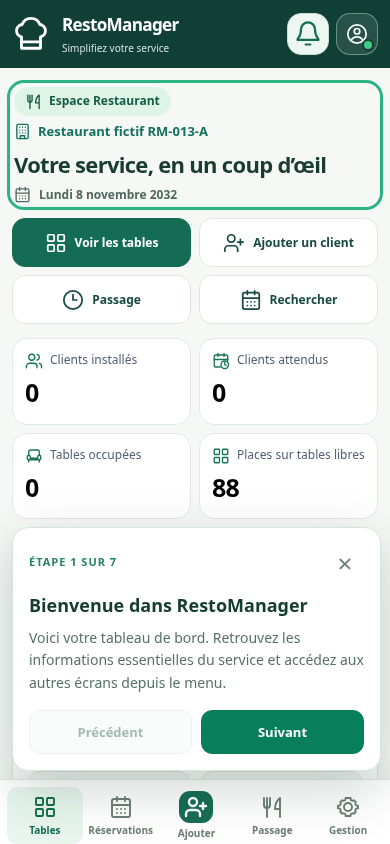 RestoManager
Simplifiez votre service
Espace Restaurant
Restaurant fictif RM-013-A
Votre service, en un coup d'œil
Lundi 8 novembre 2032
Voir les tables
Ajouter un client
Passage
Rechercher
Clients installés
0
Clients attendus
0
Tables occupées
0
Places sur tables libres
88
ÉTAPE 1 SUR 7
Bienvenue dans RestoManager
Voici votre tableau de bord. Retrouvez les
informations essentielles du service et accédez aux
autres écrans depuis le menu.
Précédent
Suivant
Tables
Réservations
Ajouter
Passage
Gestion